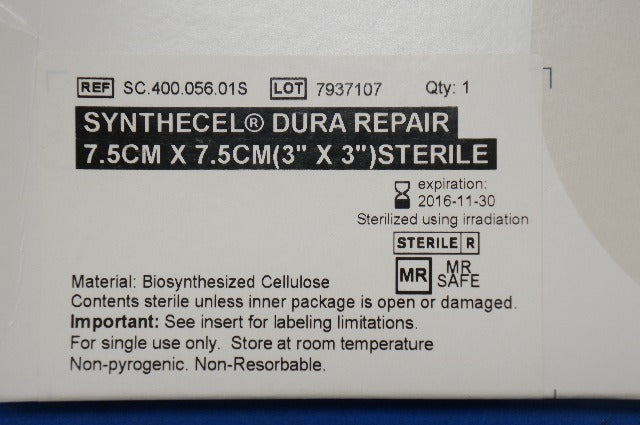 REF SC.400.056.01S LOT 7937107 Qty: 1
SYNTHECEL® DURA REPAIR
7.5CM X 7.5CM(3" X 3")STERILE
expiration:
2016-11-30
Sterilized using irradiation
STERILE R
MR MR SAFE
Material: Biosynthesized Cellulose
Contents sterile unless inner package is open or damaged.
Important: See insert for labeling limitations.
For single use only. Store at room temperature
Non-pyrogenic. Non-Resorbable.